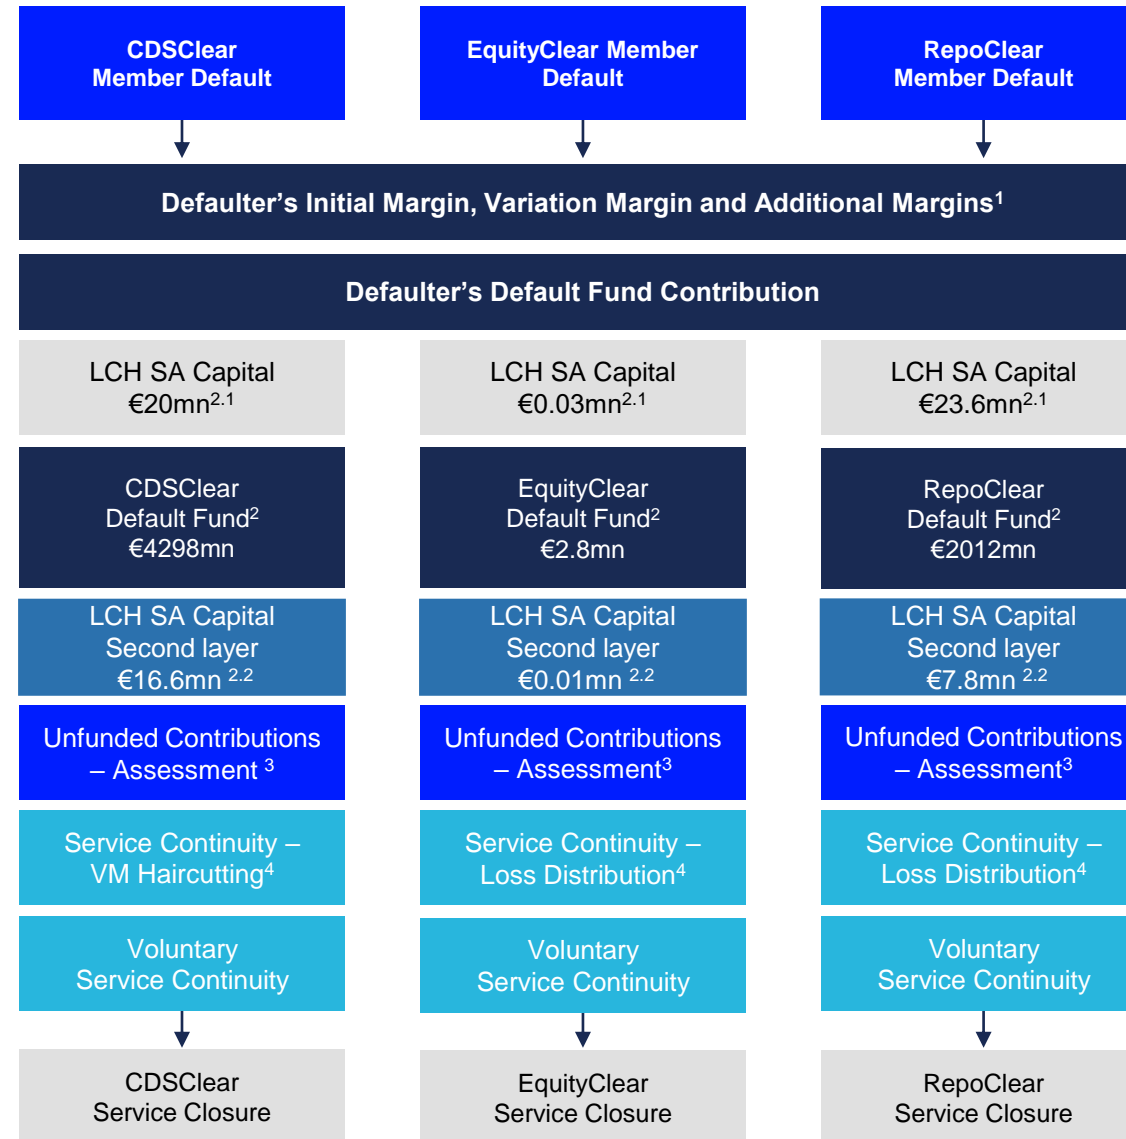 CDSClear
Member Default
EquityClear Member
Default
RepoClear
Member Default
Defaulter’s Initial Margin, Variation Margin and Additional Margins¹
Defaulter’s Default Fund Contribution
LCH SA Capital
€20mn²·¹
LCH SA Capital
€0.03mn²·¹
LCH SA Capital
€23.6mn²·¹
CDSClear
Default Fund²
€4298mn
EquityClear
Default Fund²
€2.8mn
RepoClear
Default Fund²
€2012mn
LCH SA Capital
Second layer
€16.6mn ²·²
LCH SA Capital
Second layer
€0.01mn ²·²
LCH SA Capital
Second layer
€7.8mn ²·²
Unfunded Contributions
– Assessment ³
Unfunded Contributions
– Assessment³
Unfunded Contributions
– Assessment³
Service Continuity –
VM Haircutting⁴
Service Continuity –
Loss Distribution⁴
Service Continuity –
Loss Distribution⁴
Voluntary
Service Continuity
Voluntary
Service Continuity
Voluntary
Service Continuity
CDSClear
Service Closure
EquityClear
Service Closure
RepoClear
Service Closure